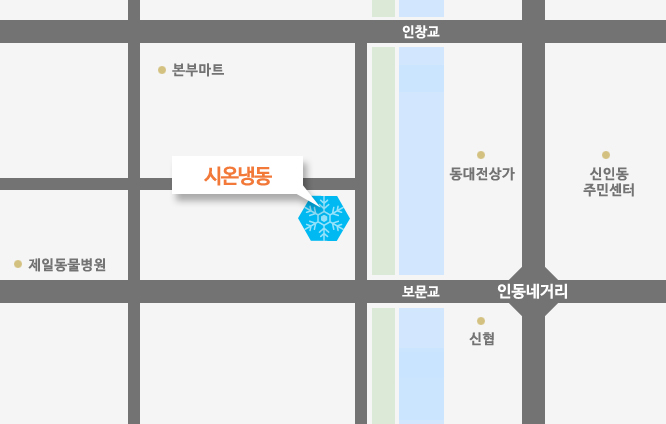 인창교
본부마트
시온냉동
동대전상가
신인동
주민센터
제일동물병원
보문교
인동네거리
신협